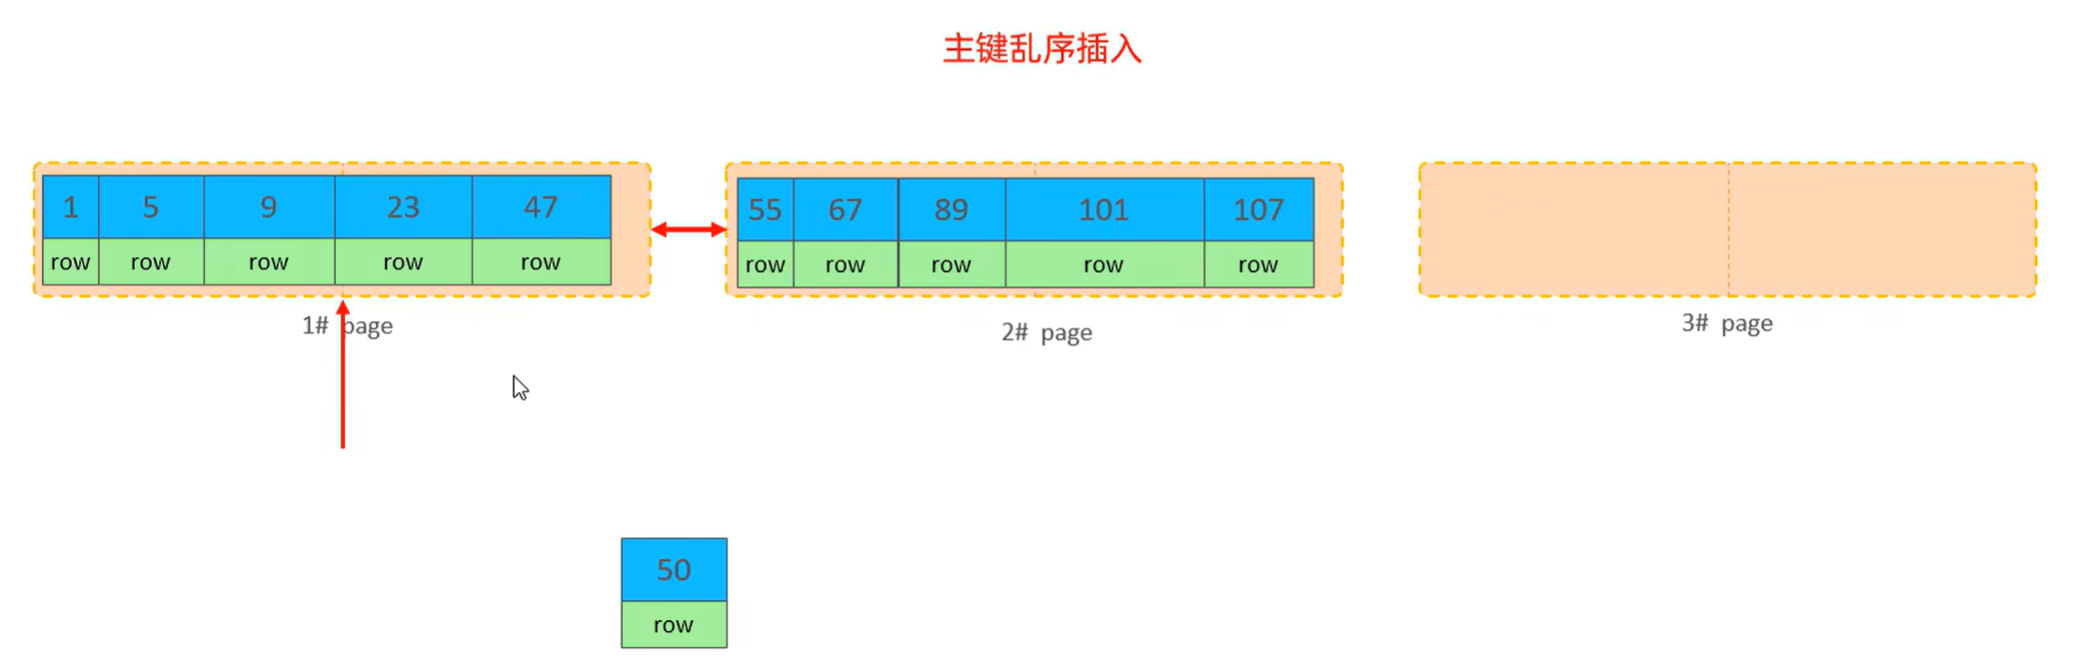 主键乱序插入
1 5 9 23 47
row row row row row
1# page
55 67 89 101 107
row row row row row
2# page
3# page
50
row